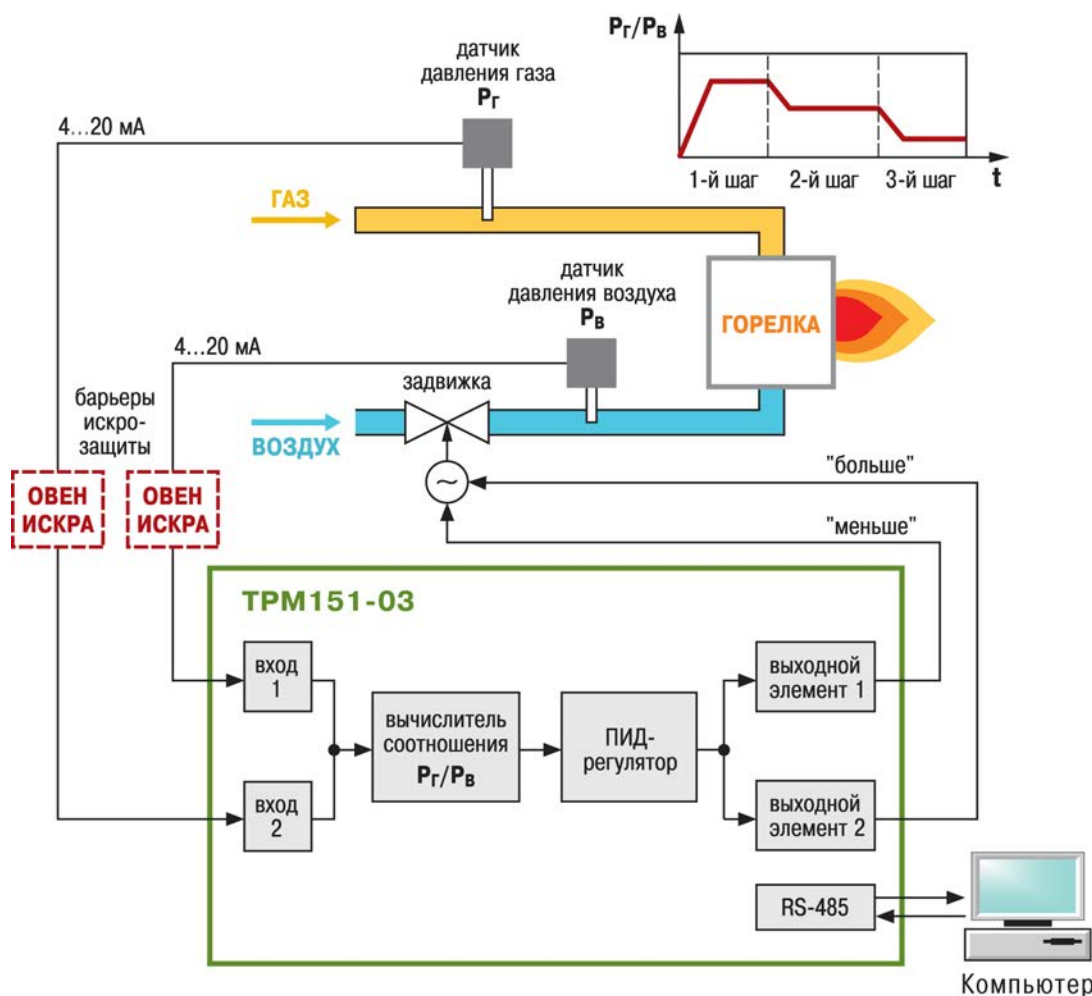 Pг/Pв
1-й шаг
2-й шаг
3-й шаг
t
датчик
давления газа
Pг
4...20 мА
ГАЗ
датчик
давления воздуха
Pв
ГОРЕЛКА
4...20 мА
задвижка
барьеры
искро-
защиты
ВОЗДУХ
ОВЕН
ИСКРА
ОВЕН
ИСКРА
"больше"
"меньше"
ТРМ151-03
вход
1
вычислитель
соотношения
Pг/Pв
ПИД-
регулятор
выходной
элемент 1
вход
2
выходной
элемент 2
RS-485
Компьютер